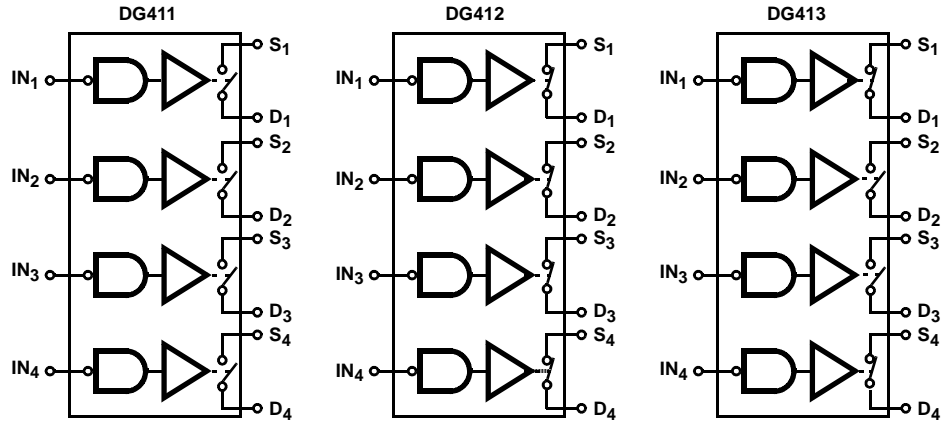 DG411
DG412
DG413
IN1
S1
D1
IN2
S2
D2
IN3
S3
D3
IN4
S4
D4
IN1
S1
D1
IN2
S2
D2
IN3
S3
D3
IN4
S4
D4
IN1
S1
D1
IN2
S2
D2
IN3
S3
D3
IN4
S4
D4